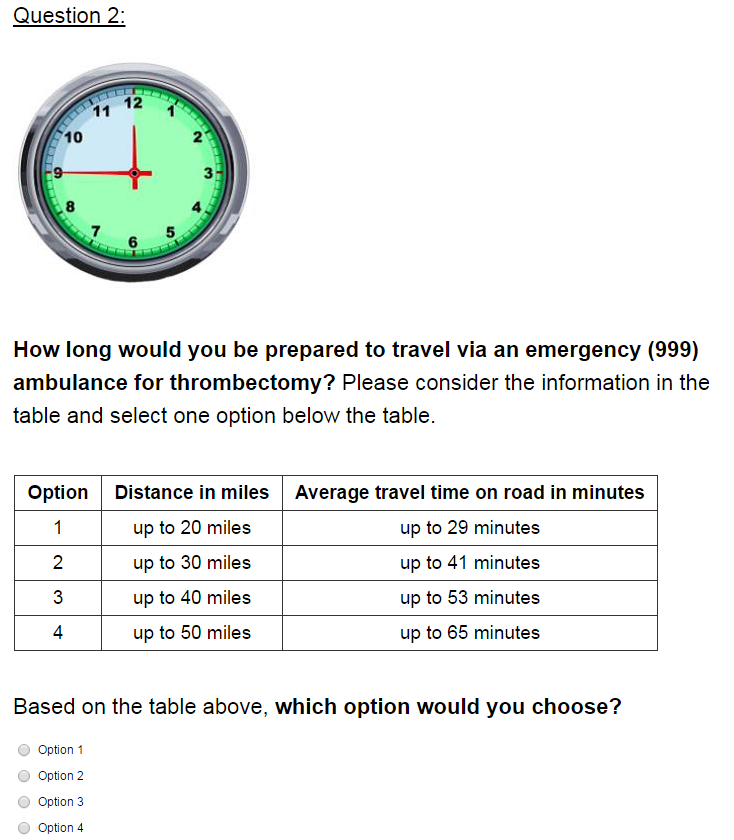 Question 2:
12
11 1
10 2
9 3
8 4
7 5
6
How long would you be prepared to travel via an emergency (999)
ambulance for thrombectomy? Please consider the information in the
table and select one option below the table.
Option Distance in miles Average travel time on road in minutes
1 up to 20 miles up to 29 minutes
2 up to 30 miles up to 41 minutes
3 up to 40 miles up to 53 minutes
4 up to 50 miles up to 65 minutes
Based on the table above, which option would you choose?
Option 1
Option 2
Option 3
Option 4